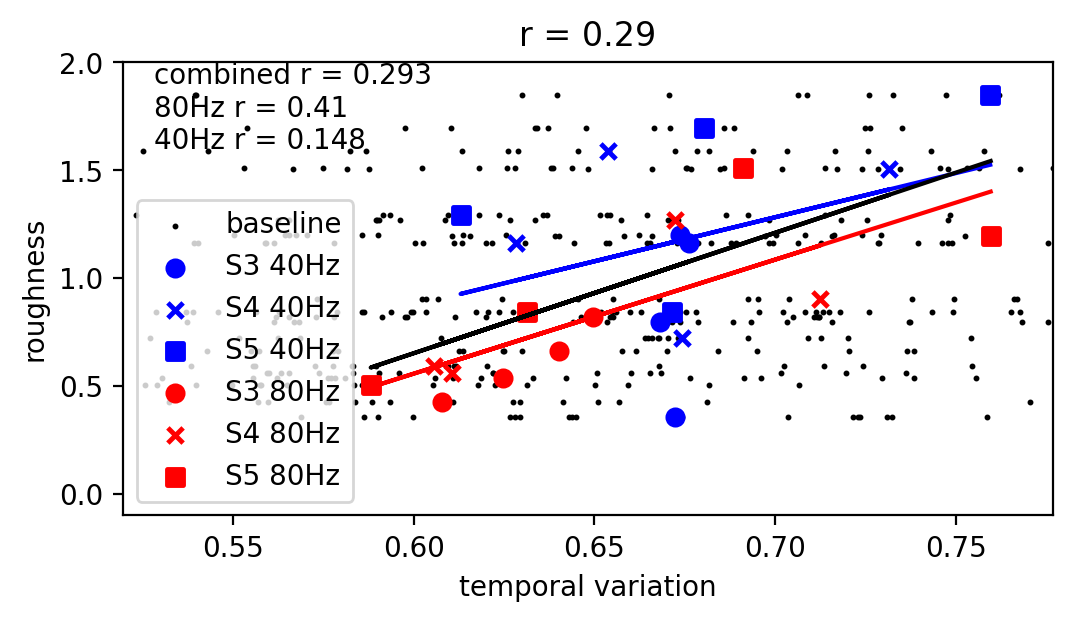 r = 0.29
combined r = 0.293
80Hz r = 0.41
40Hz r = 0.148
2.0
1.5
1.0
0.5
0.0
roughness
baseline
S3 40Hz
S4 40Hz
S5 40Hz
S3 80Hz
S4 80Hz
S5 80Hz
0.55 0.60 0.65 0.70 0.75
temporal variation